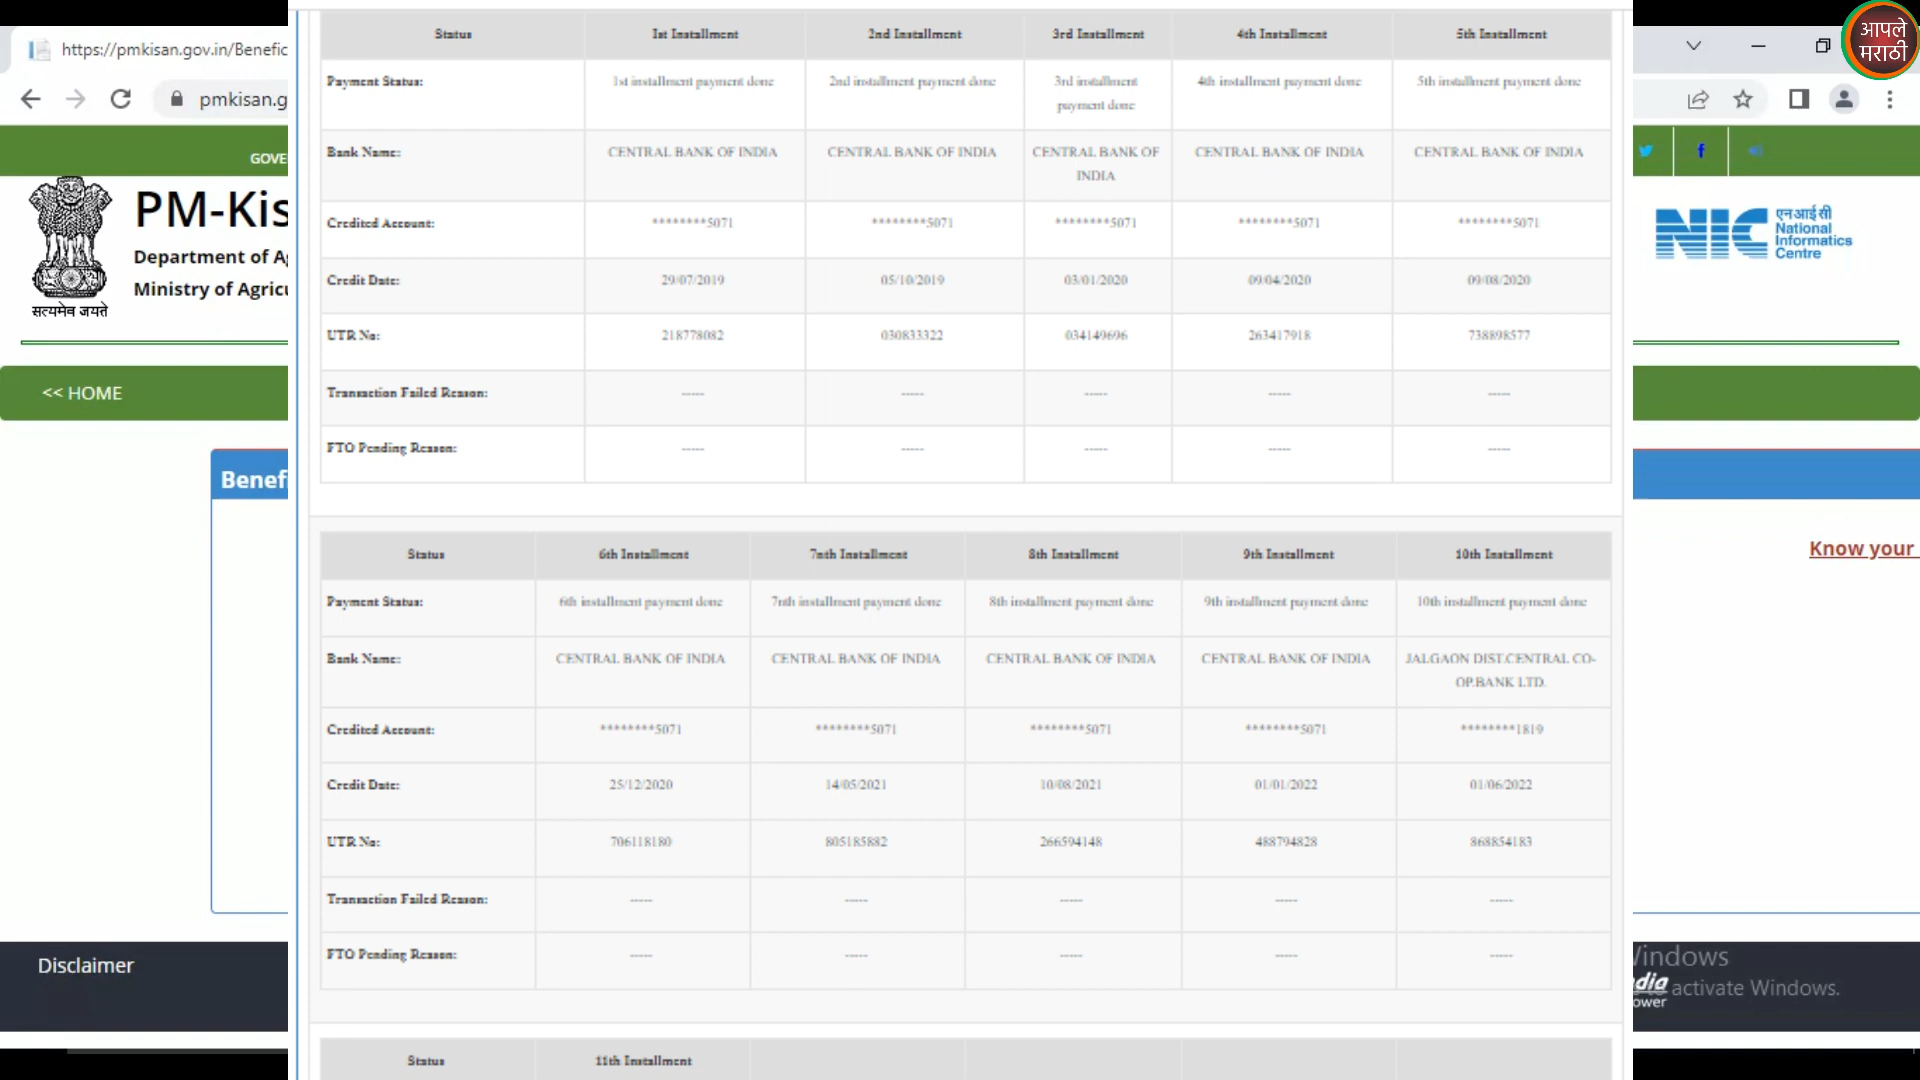 आपले
मराठी
https://pmkisan.gov.in/Benefic
pmkisan.g
GOVE
PM-Kis
Department of Ag
Ministry of Agricu
सत्यमेव जयते
<< HOME
Benef
Disclaimer
Status 1st Installment 2nd Installment 3rd Installment 4th Installment 5th Installment
Payment Status: 1st installment payment done 2nd installment payment done 3rd installment payment done 4th installment payment done 5th installment payment done
Bank Name: CENTRAL BANK OF INDIA CENTRAL BANK OF INDIA CENTRAL BANK OF INDIA CENTRAL BANK OF INDIA CENTRAL BANK OF INDIA
Credited Account: ********5071 ********5071 ********5071 ********5071 ********5071
Credit Date: 29/07/2019 05/10/2019 03/01/2020 09/04/2020 09/08/2020
UTR No: 218778082 030833322 034149696 263417918 738898577
Transaction Failed Reason: ----- ----- ----- ----- -----
FTO Pending Reason: ----- ----- ----- ----- -----
Status 6th Installment 7nth Installment 8th Installment 9th Installment 10th Installment
Payment Status: 6th installment payment done 7nth installment payment done 8th installment payment done 9th installment payment done 10th installment payment done
Bank Name: CENTRAL BANK OF INDIA CENTRAL BANK OF INDIA CENTRAL BANK OF INDIA CENTRAL BANK OF INDIA JALGAON DIST.CENTRAL CO-OP.BANK LTD.
Credited Account: ********5071 ********5071 ********5071 ********5071 ********1819
Credit Date: 25/12/2020 14/05/2021 10/08/2021 01/01/2022 01/06/2022
UTR No: 706118180 805185882 266594148 488794828 868854183
Transaction Failed Reason: ----- ----- ----- ----- -----
FTO Pending Reason: ----- ----- ----- ----- -----
Status 11th Installment
NIC
एन आई सी
National
Informatics
Centre
Know your
Windows
activate Windows.
dia
ower